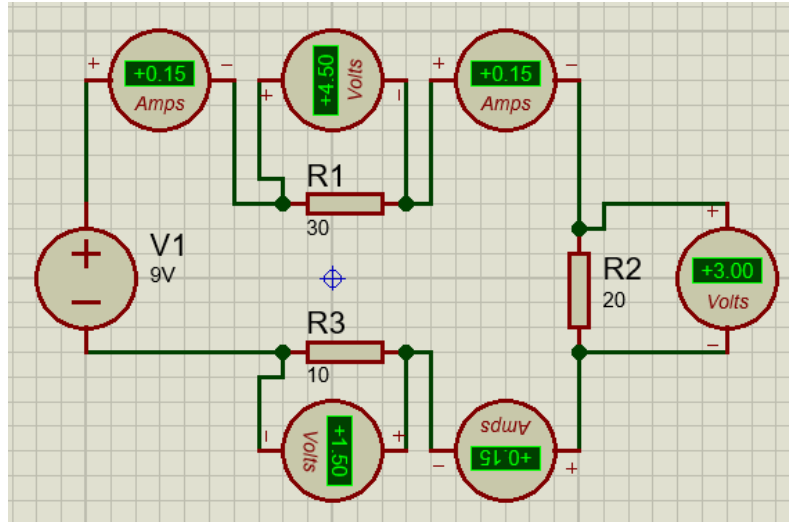 + +0.15 −
Amps
+ +4.50 −
Volts
+ +0.15 −
Amps
R1
30
V1
9V
+
−
R2
20
+
+3.00
Volts
−
R3
10
− +1.50 +
Volts
− +0.15 +
Amps